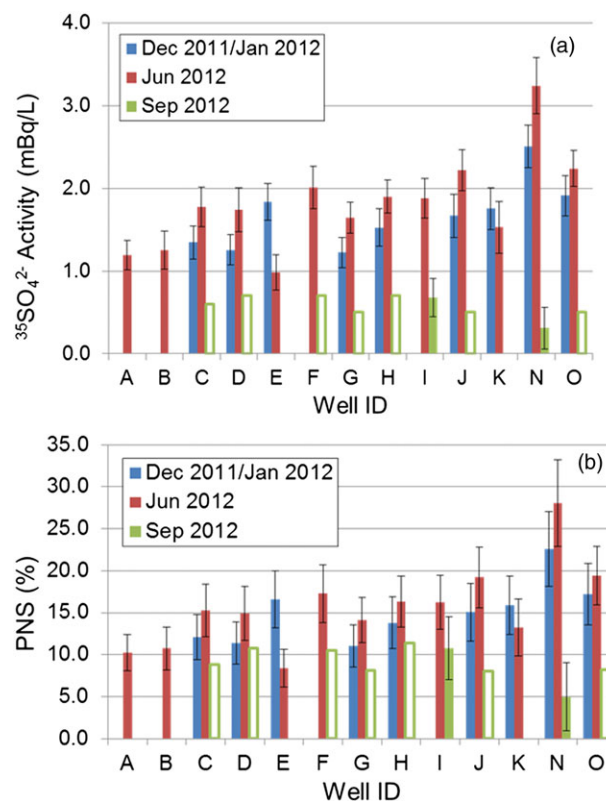 (a)
Dec 2011/Jan 2012
Jun 2012
Sep 2012
³⁵SO₄²⁻ Activity (mBq/L)
4.0
3.0
2.0
1.0
0.0
A B C D E F G H I J K N O
Well ID
(b)
Dec 2011/Jan 2012
Jun 2012
Sep 2012
PNS (%)
35.0
30.0
25.0
20.0
15.0
10.0
5.0
0.0
A B C D E F G H I J K N O
Well ID